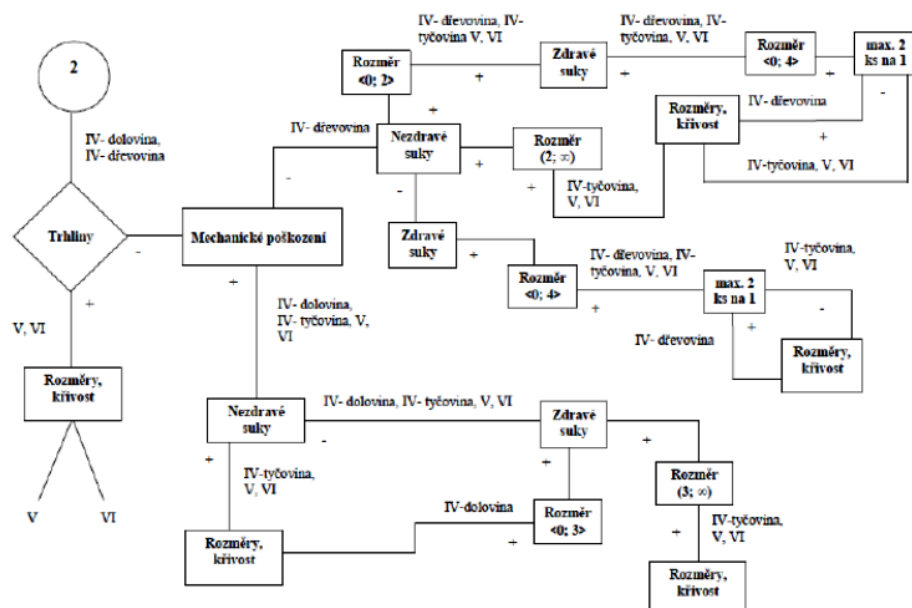 2
IV- dolovina,
IV- dřevovina
Trhliny
-
+
V, VI
Rozměry,
křivost
V
VI
Mechanické poškození
-
+
IV- dřevovina
IV- dolovina,
IV- tyčovina, V,
VI
Nezdravé
suky
+
+
-
Rozměr
<0; 2>
IV- dřevovina, IV-
tyčovina V, VI
+
Zdravé
suky
IV- dřevovina, IV-
tyčovina, V, VI
+
Rozměr
<0; 4>
+
max. 2
ks na 1
-
IV- dřevovina
+
Rozměry,
křivost
IV-tyčovina, V, VI
Rozměr
(2; ∞)
+
IV-tyčovina,
V, VI
Zdravé
suky
+
Rozměr
<0; 4>
IV- dřevovina, IV-
tyčovina, V, VI
+
max. 2
ks na 1
IV-tyčovina,
V, VI
-
+
IV- dřevovina
Rozměry,
křivost
Nezdravé
suky
IV- dolovina, IV- tyčovina, V, VI
-
+
IV-tyčovina,
V, VI
Zdravé
suky
+
+
Rozměr
(3; ∞)
+
IV-tyčovina,
V, VI
Rozměry,
křivost
IV-dolovina
+
Rozměr
<0; 3>
Rozměry,
křivost